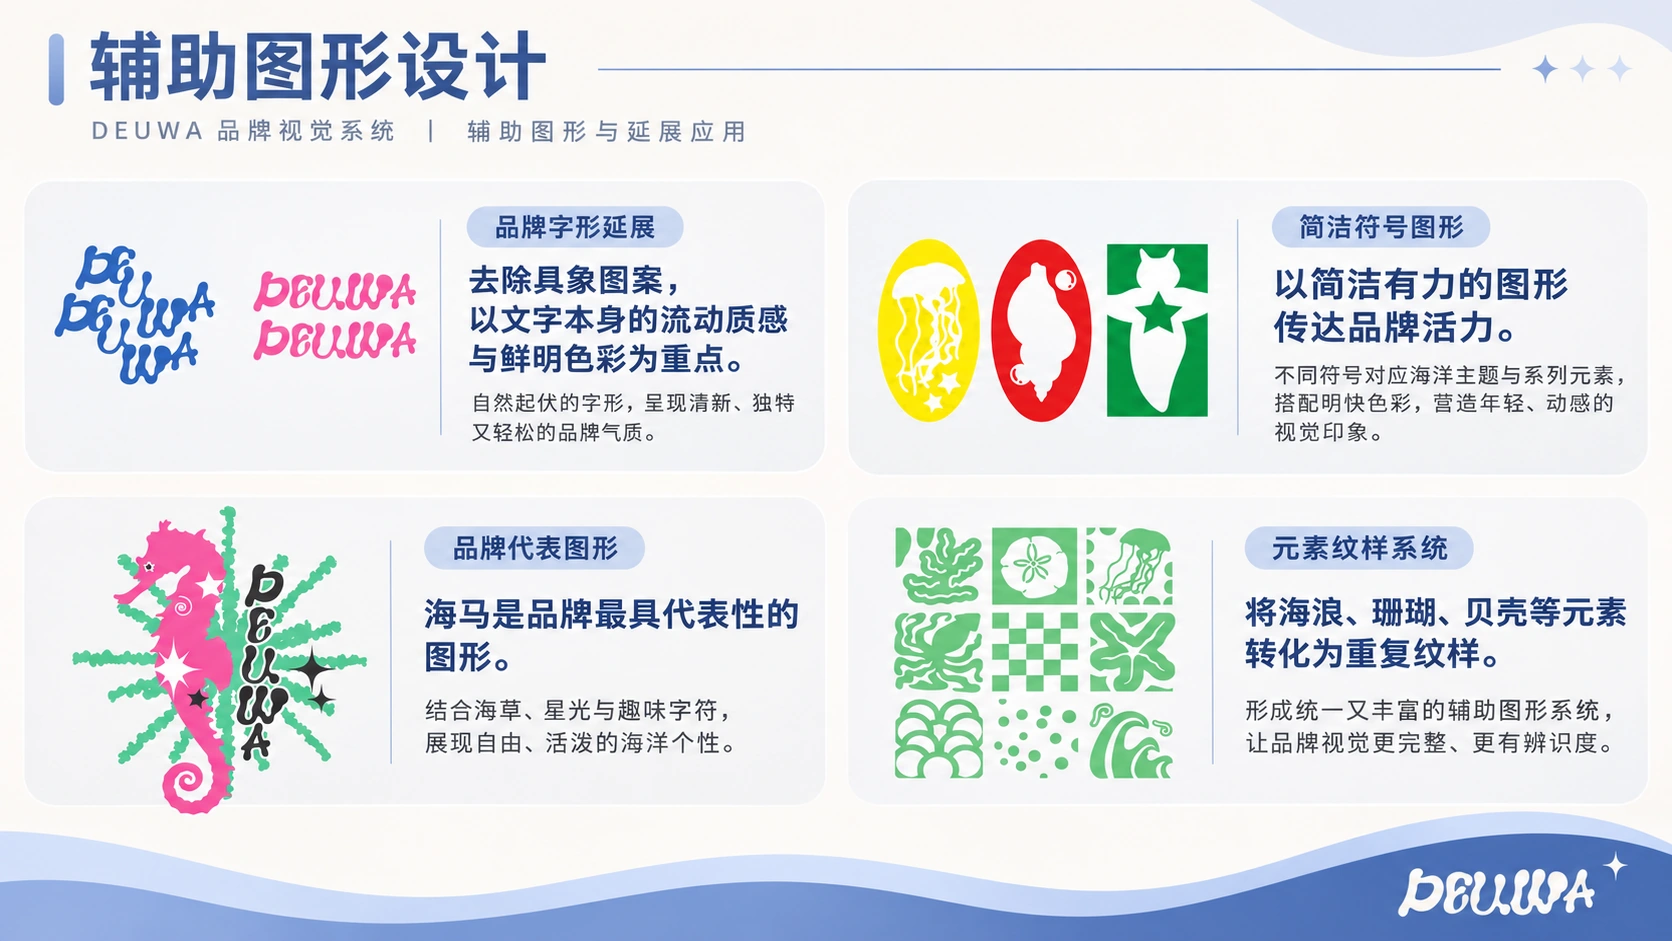 辅助图形设计
DEUWA 品牌视觉系统 | 辅助图形与延展应用
DEUWA
DEUWA
DEUWA
DEUWA
品牌字形延展
去除具象图案，
以文字本身的流动质感
与鲜明色彩为重点。
自然起伏的字形，呈现清新、独特
又轻松的品牌气质。
简洁符号图形
以简洁有力的图形
传达品牌活力。
不同符号对应海洋主题与系列元素，
搭配明快色彩，营造年轻、动感的
视觉印象。
DEUWA
品牌代表图形
海马是品牌最具代表性的
图形。
结合海草、星光与趣味字符，
展现自由、活泼的海洋个性。
元素纹样系统
将海浪、珊瑚、贝壳等元素
转化为重复纹样。
形成统一又丰富的辅助图形系统，
让品牌视觉更完整、更有辨识度。
DEUWA